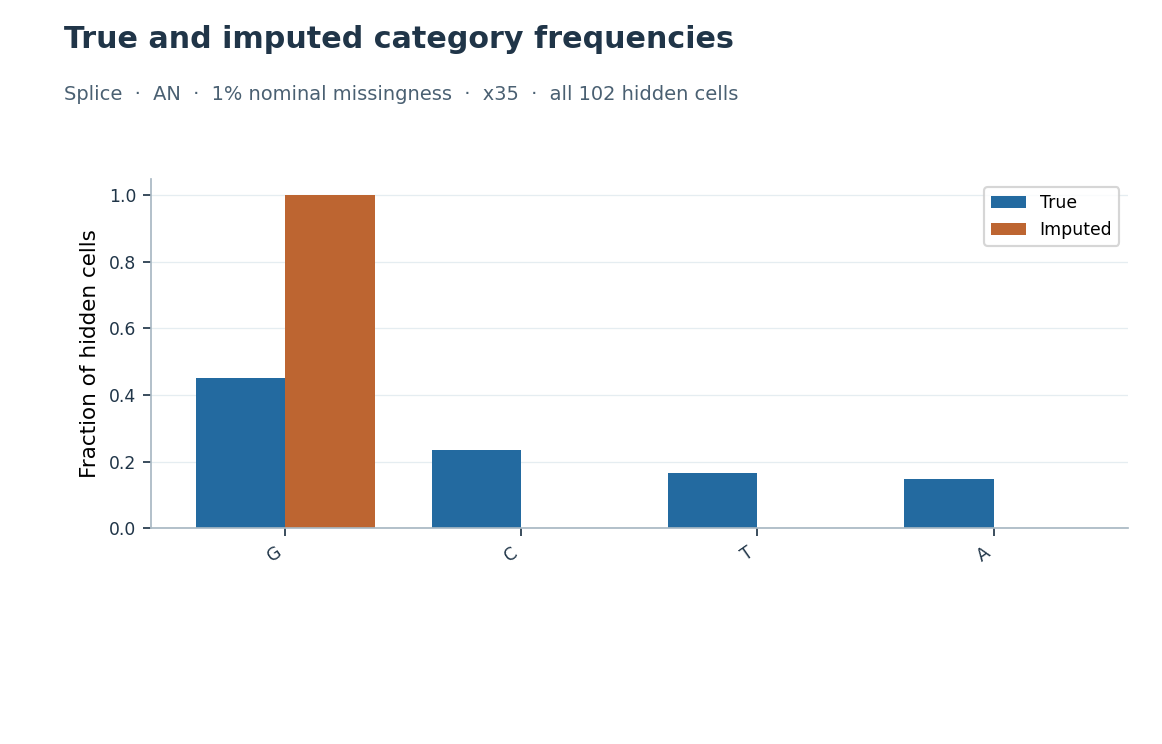 True and imputed category frequencies
Splice · AN · 1% nominal missingness · x35 · all 102 hidden cells
1.0
0.8
0.6
0.4
0.2
0.0
Fraction of hidden cells
True
Imputed
G
C
T
A